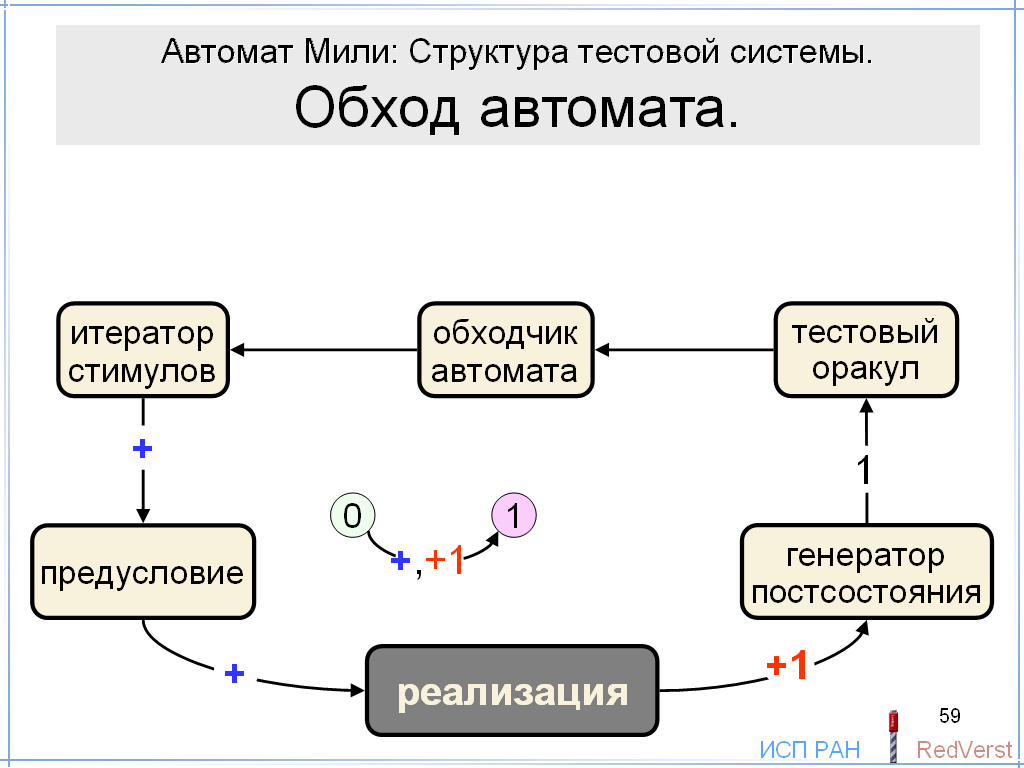 Автомат Мили: Структура тестовой системы.
Обход автомата.
итератор
стимулов
обходчик
автомата
тестовый
оракул
+
1
0
1
+,+1
предусловие
генератор
постсостояния
+
реализация
+1
59
ИСП РАН
RedVerst